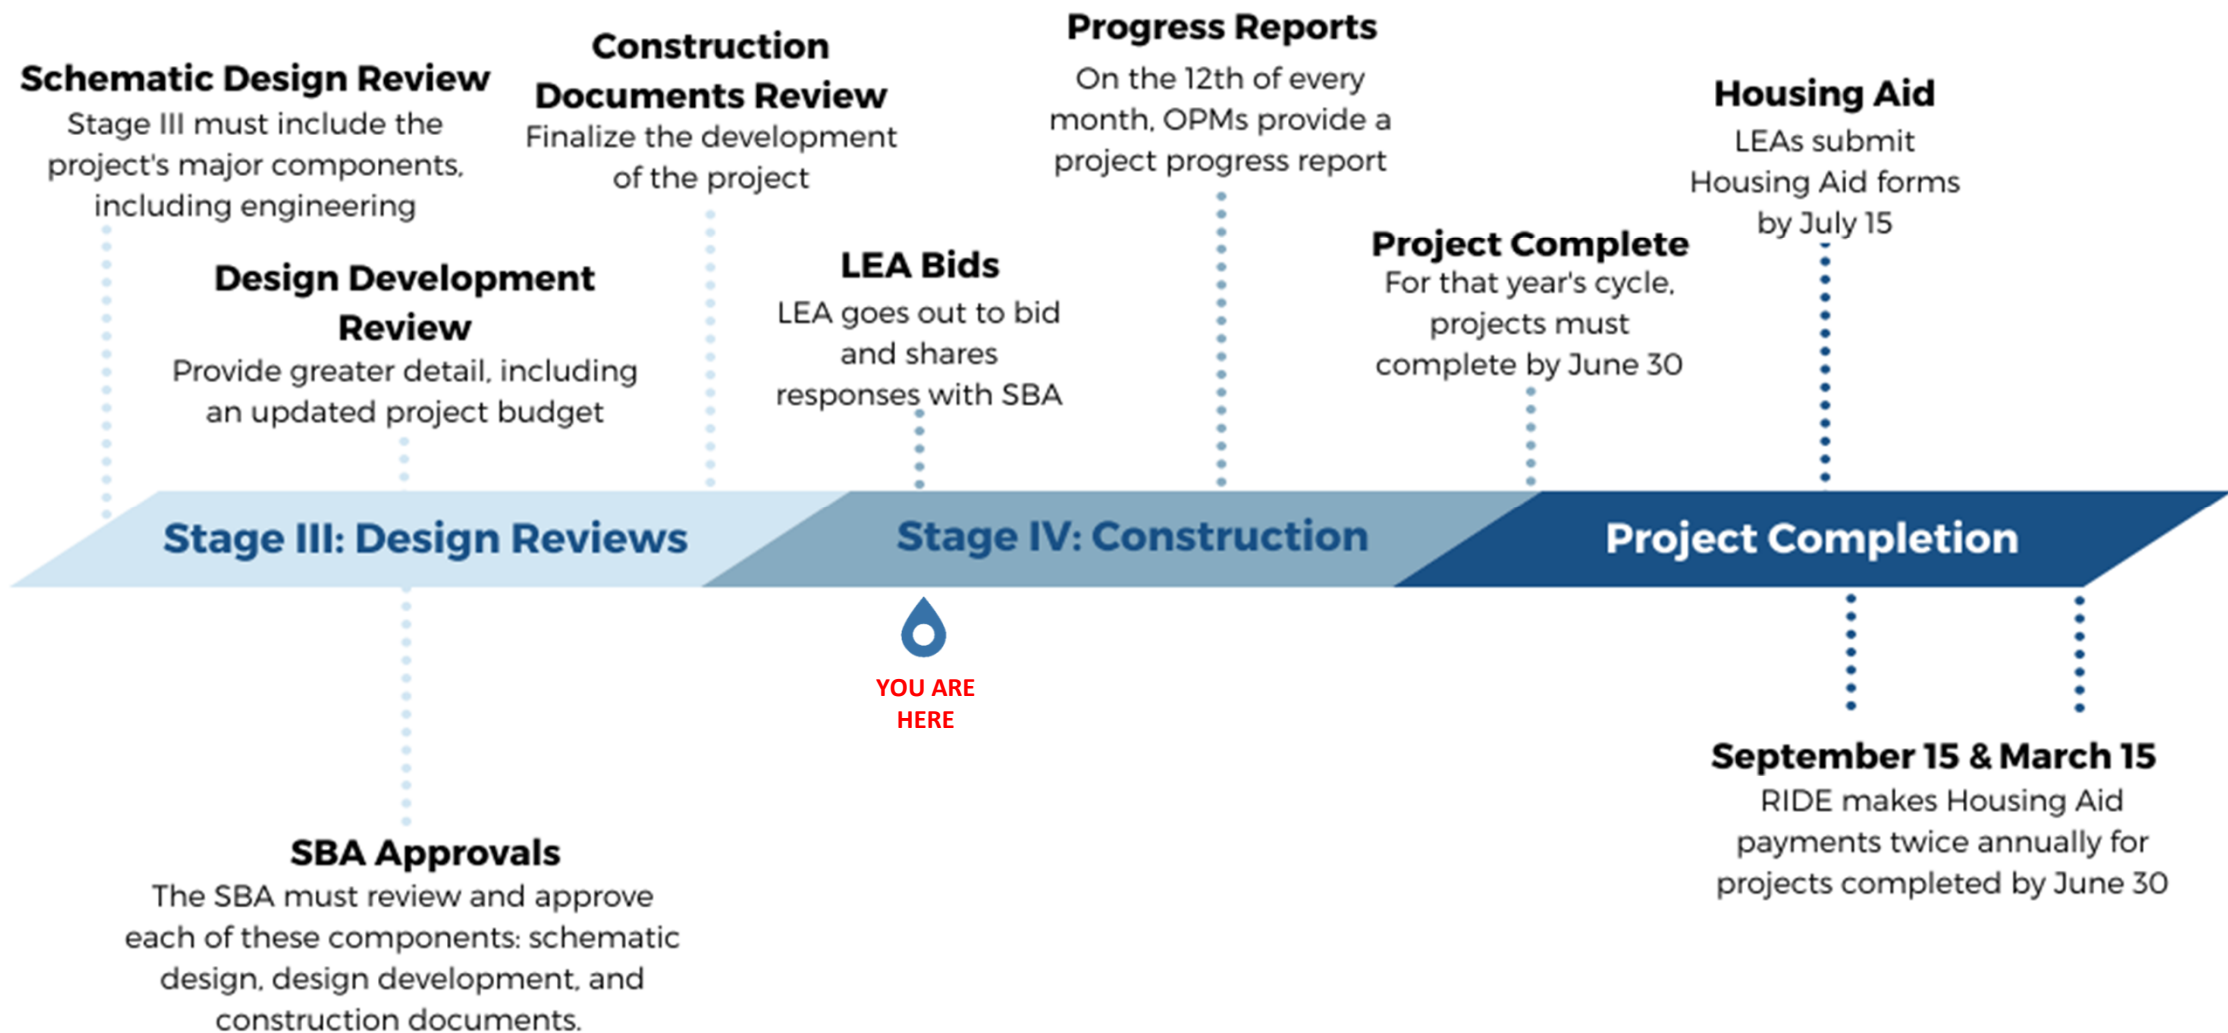 Schematic Design Review
Stage III must include the
project's major components,
including engineering
Design Development
Review
Provide greater detail, including
an updated project budget
Construction
Documents Review
Finalize the development
of the project
LEA Bids
LEA goes out to bid
and shares
responses with SBA
Progress Reports
On the 12th of every
month, OPMs provide a
project progress report
Project Complete
For that year's cycle,
projects must
complete by June 30
Housing Aid
LEAs submit
Housing Aid forms
by July 15
Stage III: Design Reviews
Stage IV: Construction
Project Completion
YOU ARE
HERE
SBA Approvals
The SBA must review and approve
each of these components: schematic
design, design development, and
construction documents.
September 15 & March 15
RIDE makes Housing Aid
payments twice annually for
projects completed by June 30